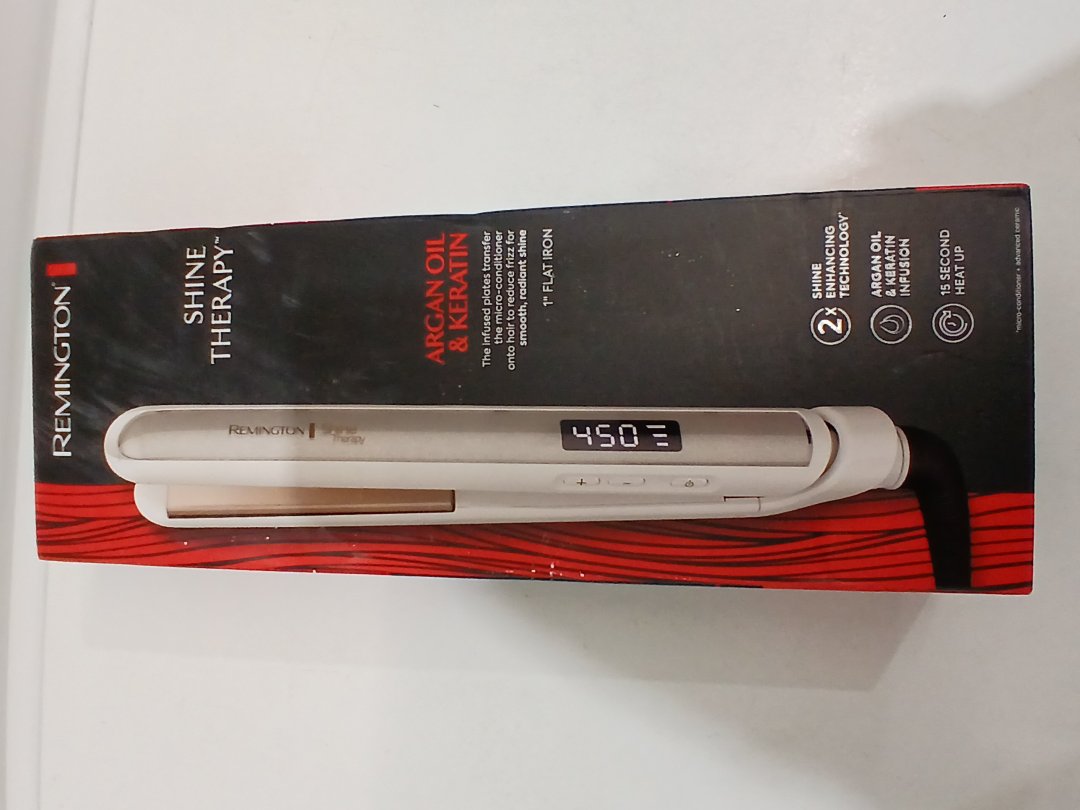 REMINGTON®
SHINE
THERAPY™
ARGAN OIL
& KERATIN
The infused plates transfer
the micro-conditioner
onto hair to reduce frizz for
smooth, radiant shine
1" FLAT IRON
REMINGTON
Shine
Therapy
450
+
-
2X
SHINE
ENHANCING
TECHNOLOGY*
ARGAN OIL
& KERATIN
INFUSION
15 SECOND
HEAT UP
*micro-conditioner + advanced ceramic